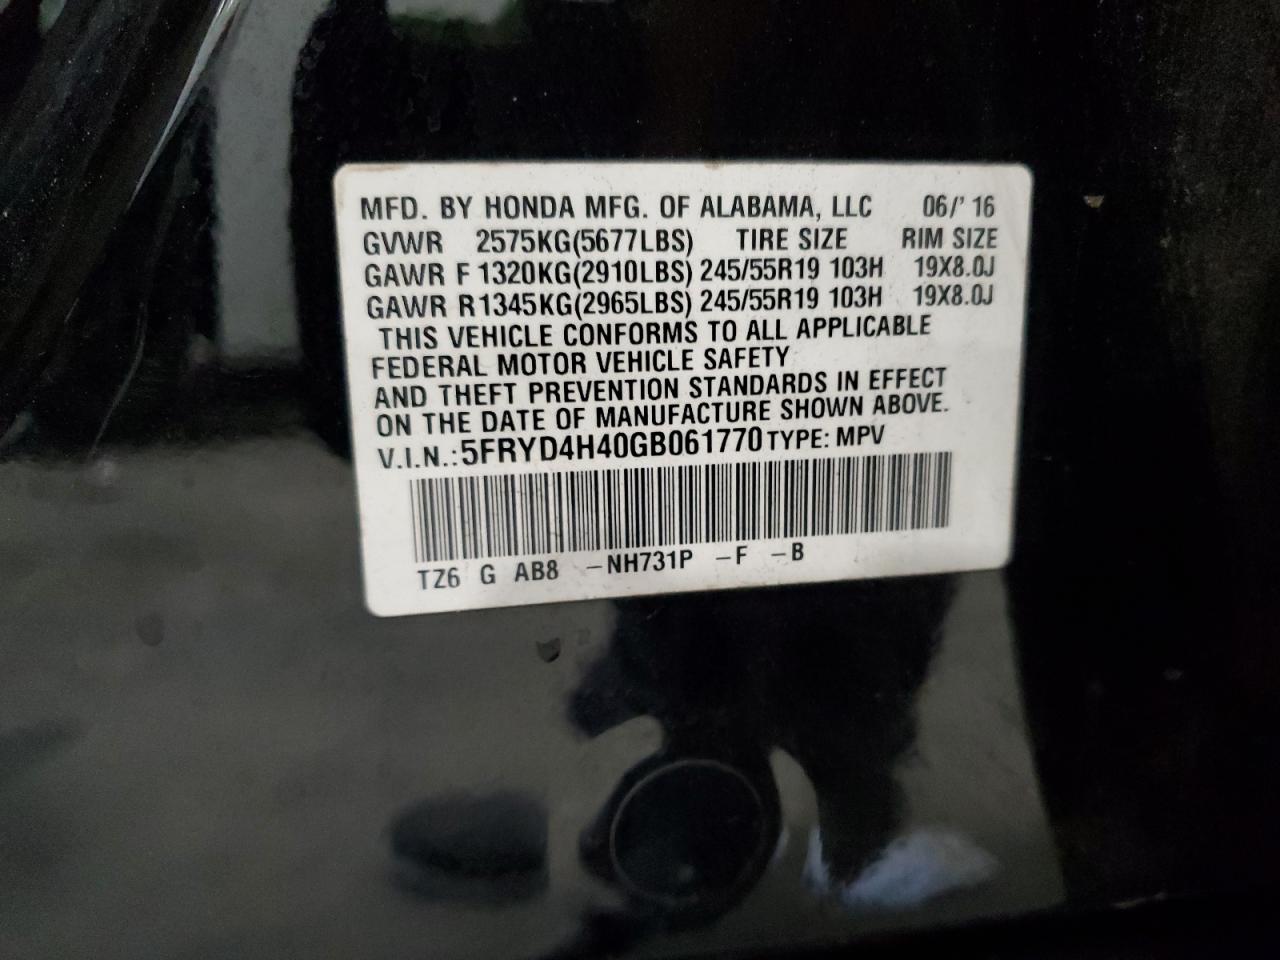 MFD. BY HONDA MFG. OF ALABAMA, LLC 06/' 16
GVWR 2575KG(5677LBS) TIRE SIZE RIM SIZE
GAWR F 1320KG(2910LBS) 245/55R19 103H 19X8.0J
GAWR R 1345KG(2965LBS) 245/55R19 103H 19X8.0J
THIS VEHICLE CONFORMS TO ALL APPLICABLE
FEDERAL MOTOR VEHICLE SAFETY
AND THEFT PREVENTION STANDARDS IN EFFECT
ON THE DATE OF MANUFACTURE SHOWN ABOVE.
V.I.N.: 5FRYD4H40GB061770 TYPE: MPV
TZ6 G AB8 -NH731P -F -B